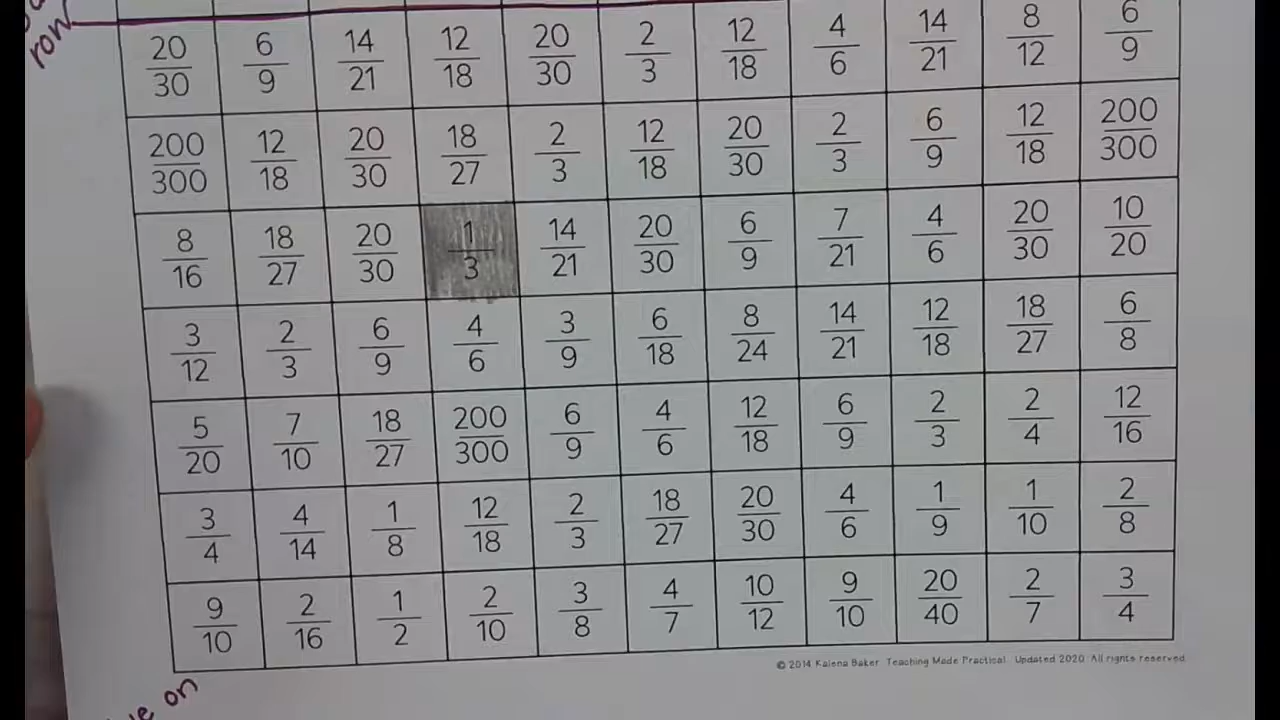 row
20/30 6/9 14/21 12/18 20/30 2/3 12/18 4/6 14/21 8/12 6/9
200/300 12/18 20/30 18/27 2/3 12/18 20/30 2/3 6/9 12/18 200/300
8/16 18/27 20/30 1/3 14/21 20/30 6/9 7/21 4/6 20/30 10/20
3/12 2/3 6/9 4/6 3/9 6/18 8/24 14/21 12/18 18/27 6/8
5/20 7/10 18/27 200/300 6/9 4/6 12/18 6/9 2/3 2/4 12/16
3/4 4/14 1/8 12/18 2/3 18/27 20/30 4/6 1/9 1/10 2/8
9/10 2/16 1/2 2/10 3/8 4/7 10/12 9/10 20/40 2/7 3/4
© 2014 Kalena Baker Teaching Made Practical. Updated 2020 All rights reserved
on